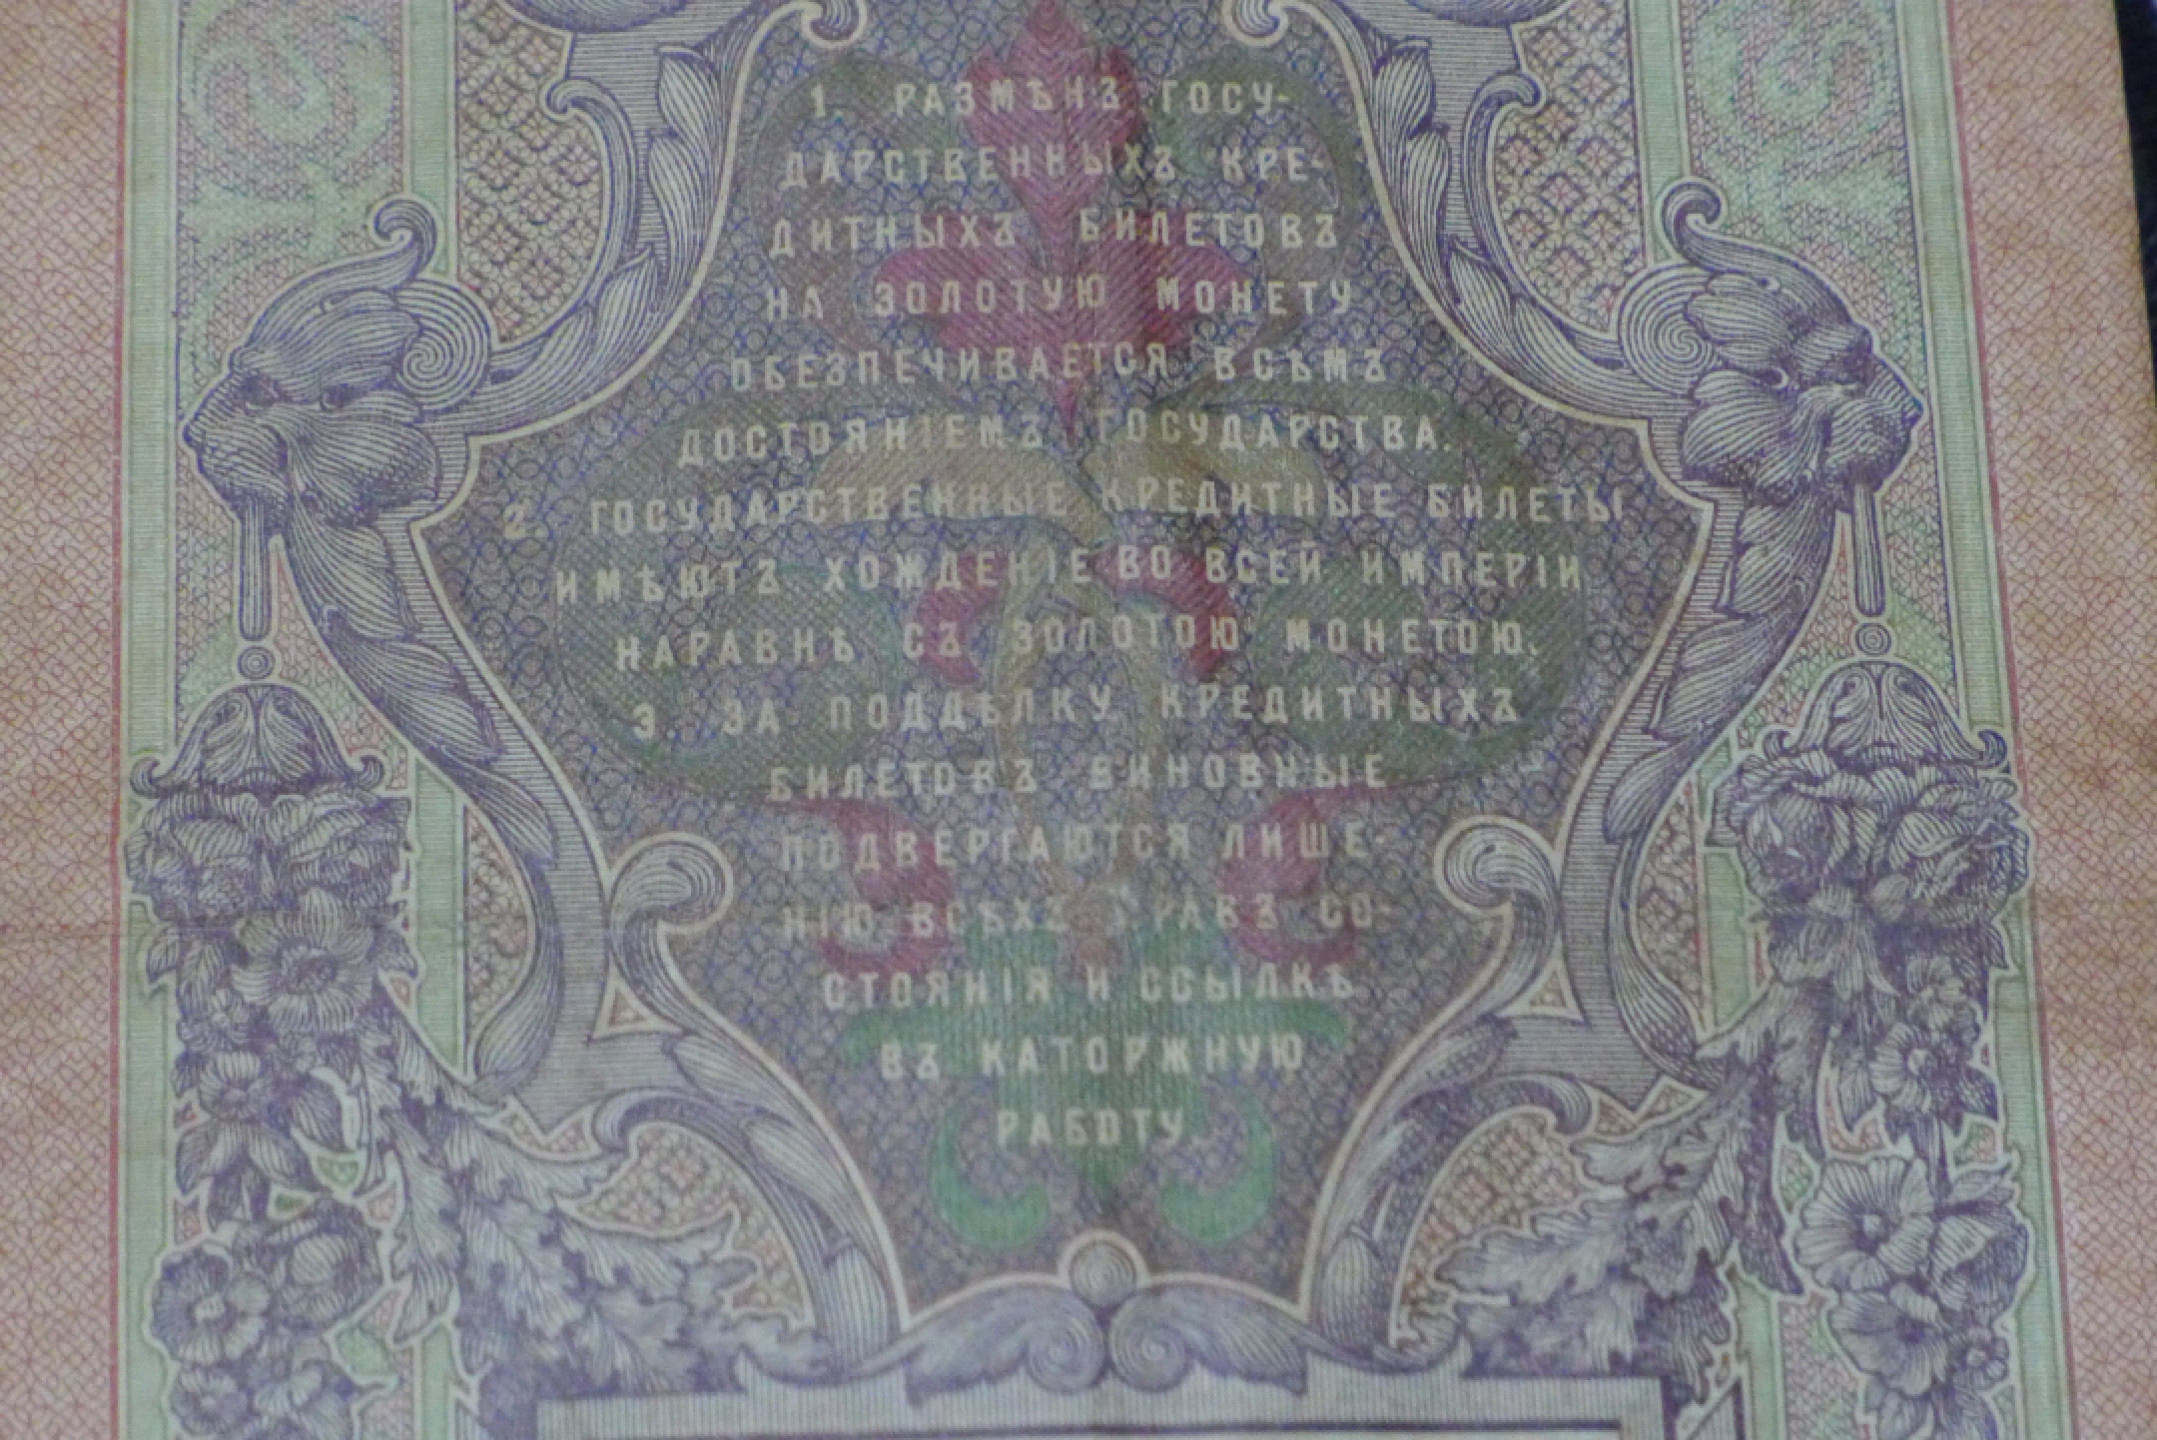 1. РАЗМѢНЪ ГОСУ-
ДАРСТВЕННЫХЪ КРЕ-
ДИТНЫХЪ БИЛЕТОВЪ
НА ЗОЛОТУЮ МОНЕТУ
ОБЕЗПЕЧИВАЕТСЯ ВСѢМЪ
ДОСТОЯНІЕМЪ ГОСУДАРСТВА.
2. ГОСУДАРСТВЕННЫЕ КРЕДИТНЫЕ БИЛЕТЫ
ИМѢЮТЪ ХОЖДЕНІЕ ВО ВСЕЙ ИМПЕРІИ
НАРАВНѢ СЪ ЗОЛОТОЮ МОНЕТОЮ.
3. ЗА ПОДДѢЛКУ КРЕДИТНЫХЪ
БИЛЕТОВЪ ВИНОВНЫЕ
ПОДВЕРГАЮТСЯ ЛИШЕ-
НІЮ ВСѢХЪ ПРАВЪ СО-
СТОЯНІЯ И ССЫЛКѢ
ВЪ КАТОРЖНУЮ
РАБОТУ.